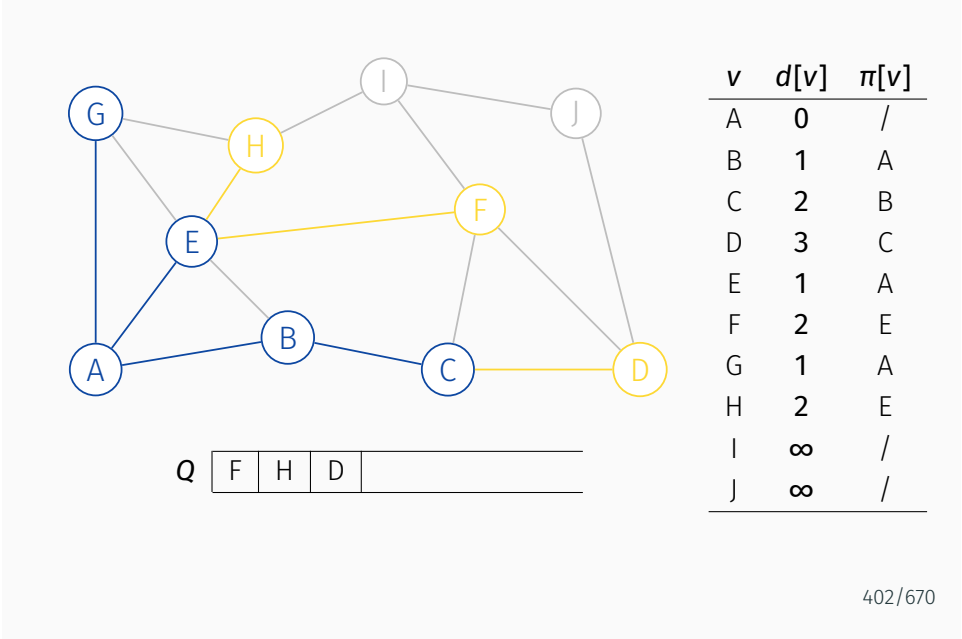 I
G
J
H
F
E
B
A
C
D
Q F H D
v d[v] π[v]
A 0 /
B 1 A
C 2 B
D 3 C
E 1 A
F 2 E
G 1 A
H 2 E
I ∞ /
J ∞ /
402/670